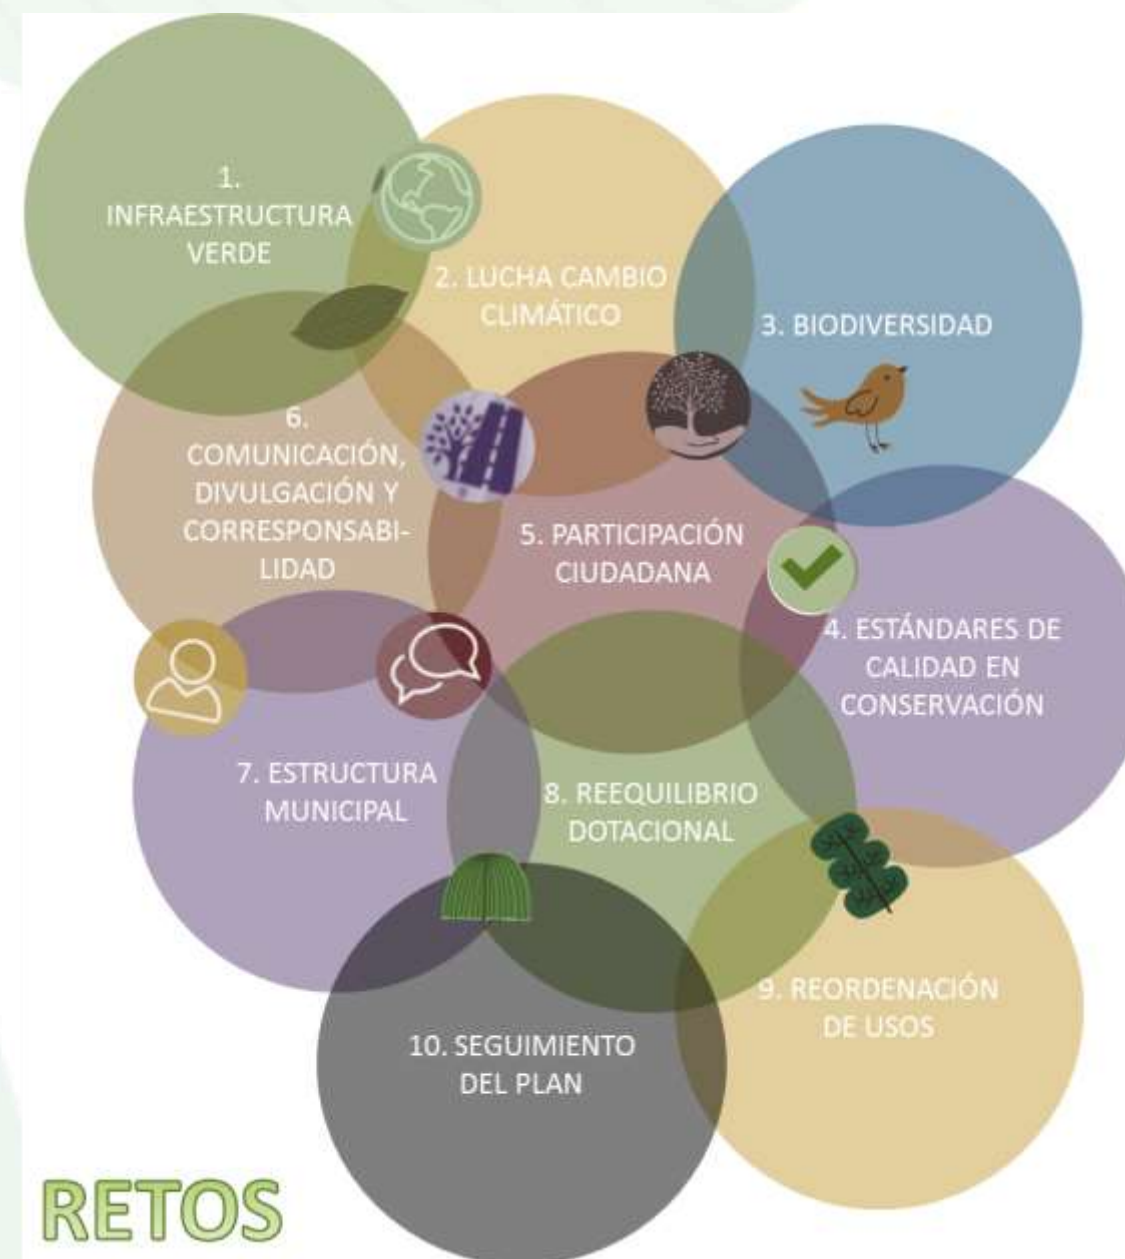 1.
INFRAESTRUCTURA
VERDE
2. LUCHA CAMBIO
CLIMÁTICO
3. BIODIVERSIDAD
6.
COMUNICACIÓN,
DIVULGACIÓN Y
CORRESPONSABI-
LIDAD
5. PARTICIPACIÓN
CIUDADANA
4. ESTÁNDARES DE
CALIDAD EN
CONSERVACIÓN
7. ESTRUCTURA
MUNICIPAL
8. REEQUILIBRIO
DOTACIONAL
9. REORDENACIÓN
DE USOS
10. SEGUIMIENTO
DEL PLAN
RETOS